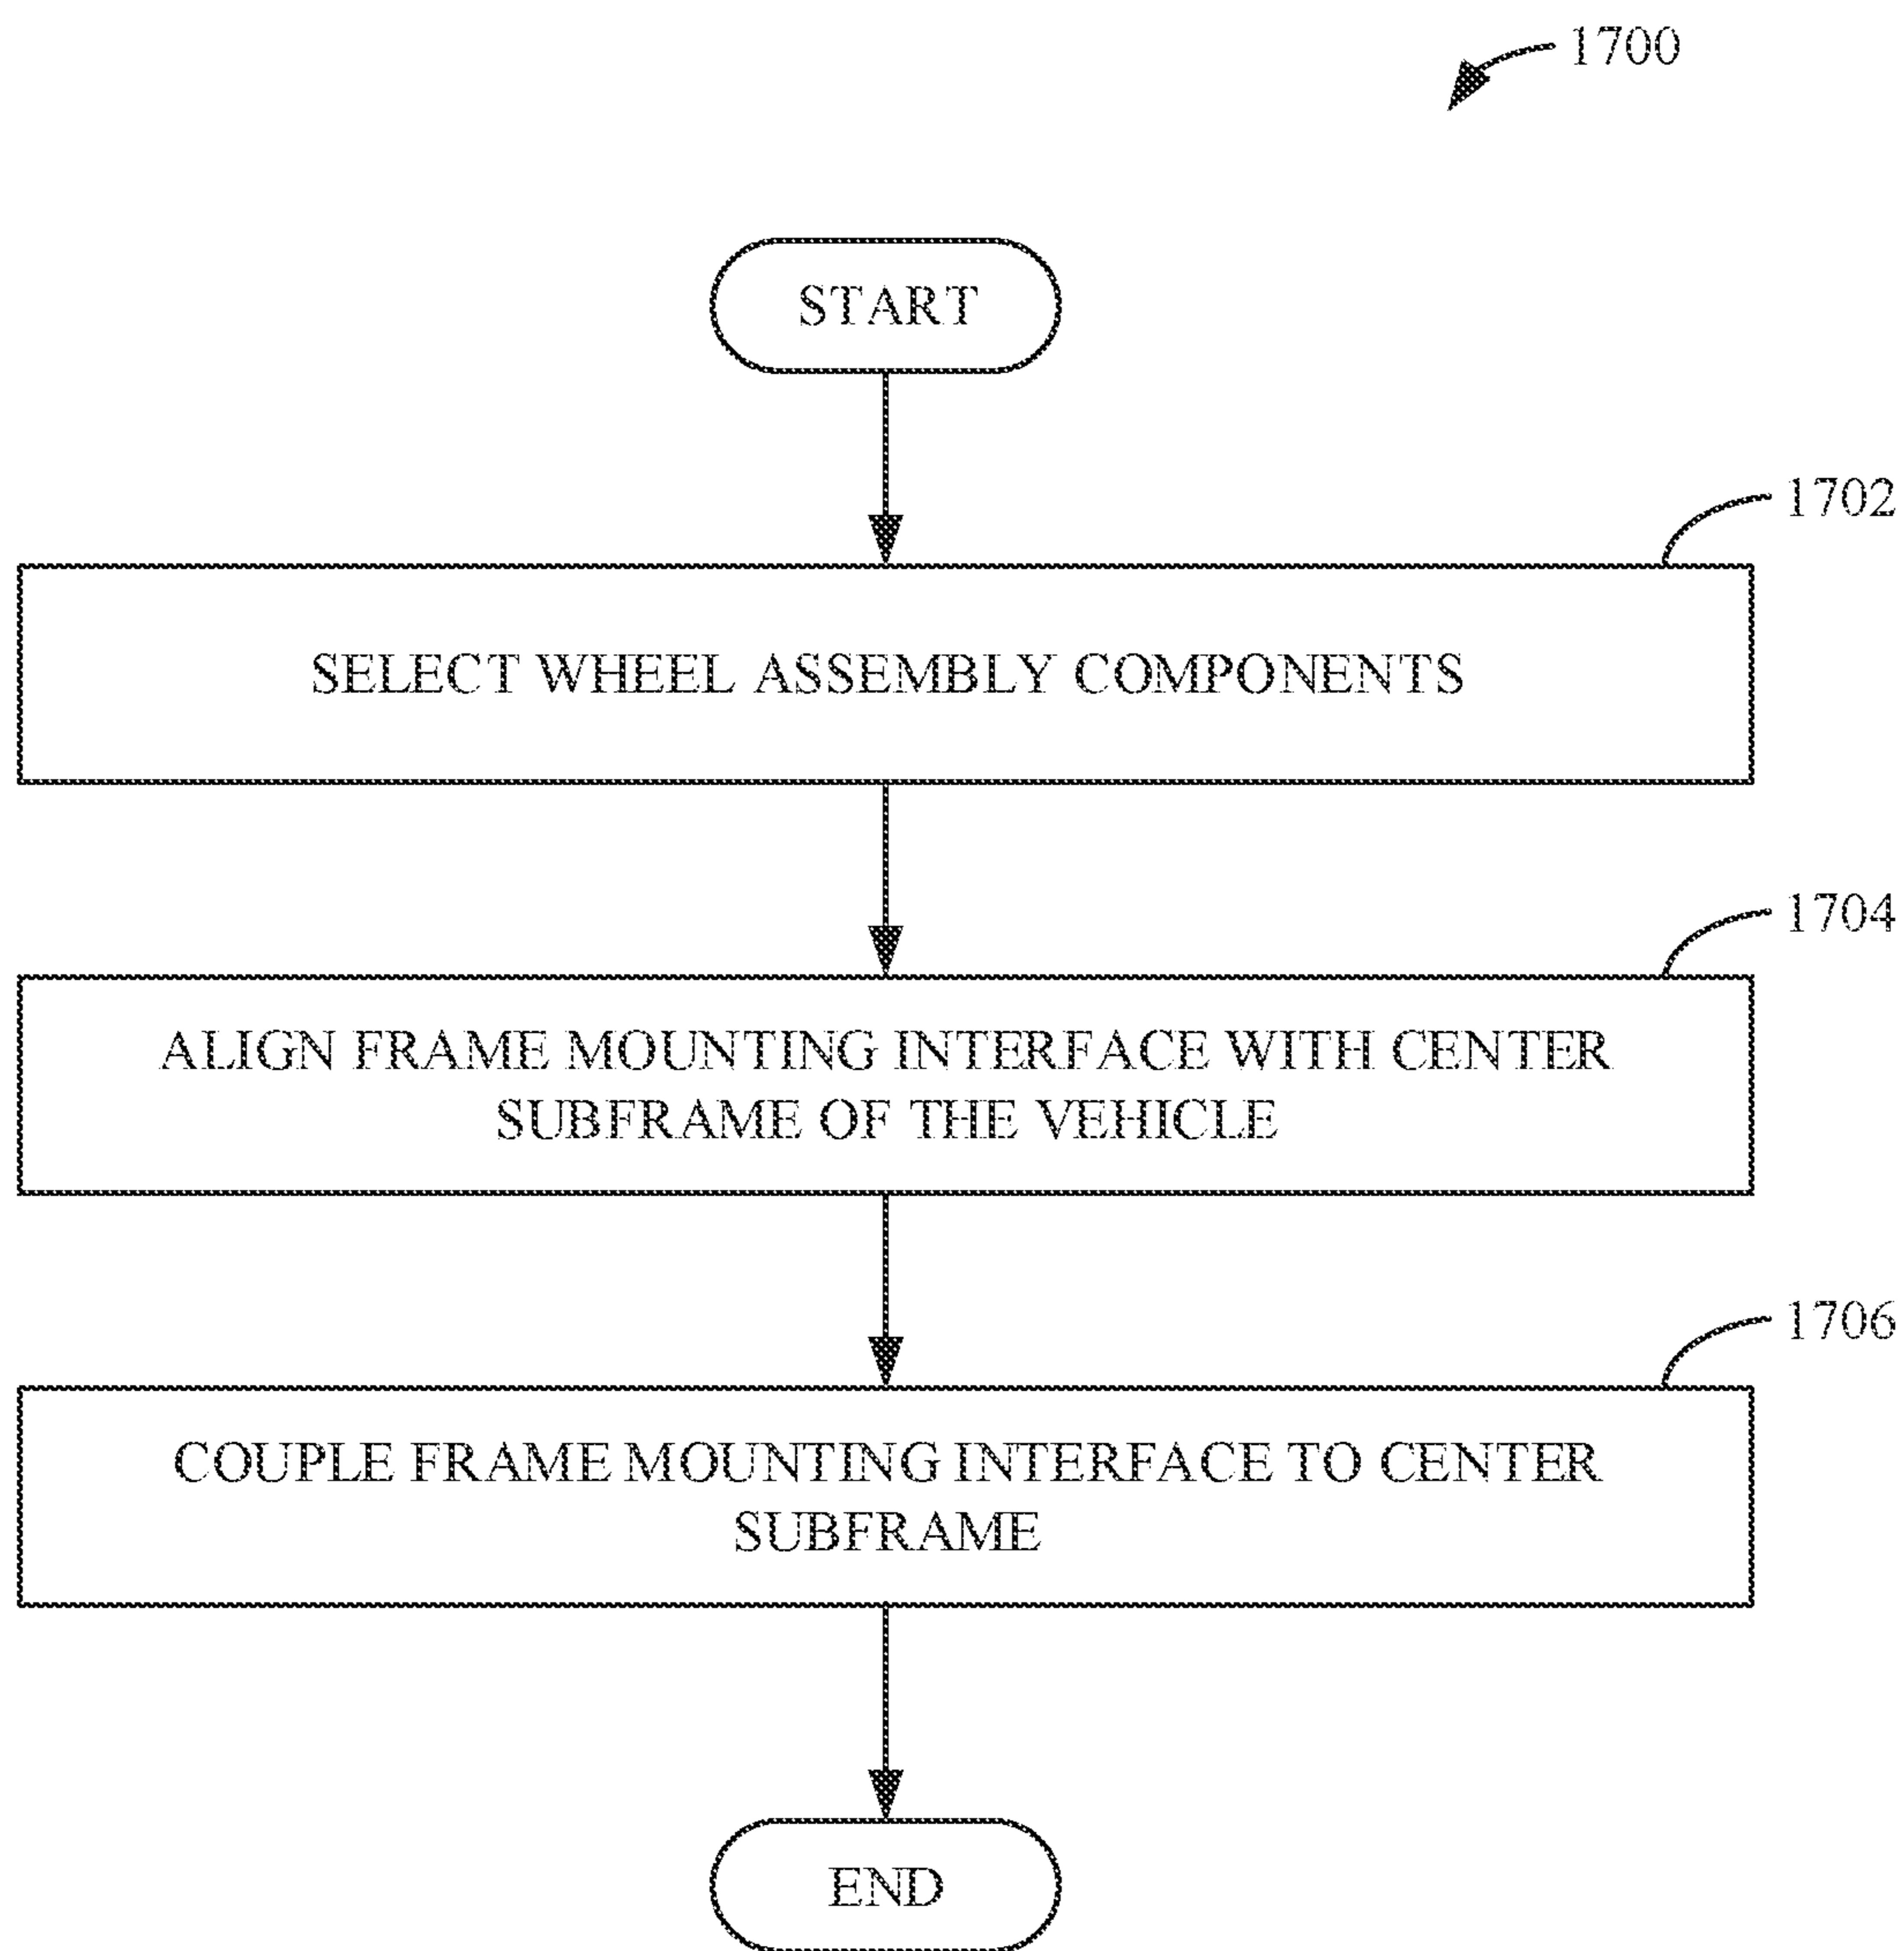 1700
START
1702
SELECT WHEEL ASSEMBLY COMPONENTS
1704
ALIGN FRAME MOUNTING INTERFACE WITH CENTER
SUBFRAME OF THE VEHICLE
1706
COUPLE FRAME MOUNTING INTERFACE TO CENTER
SUBFRAME
END